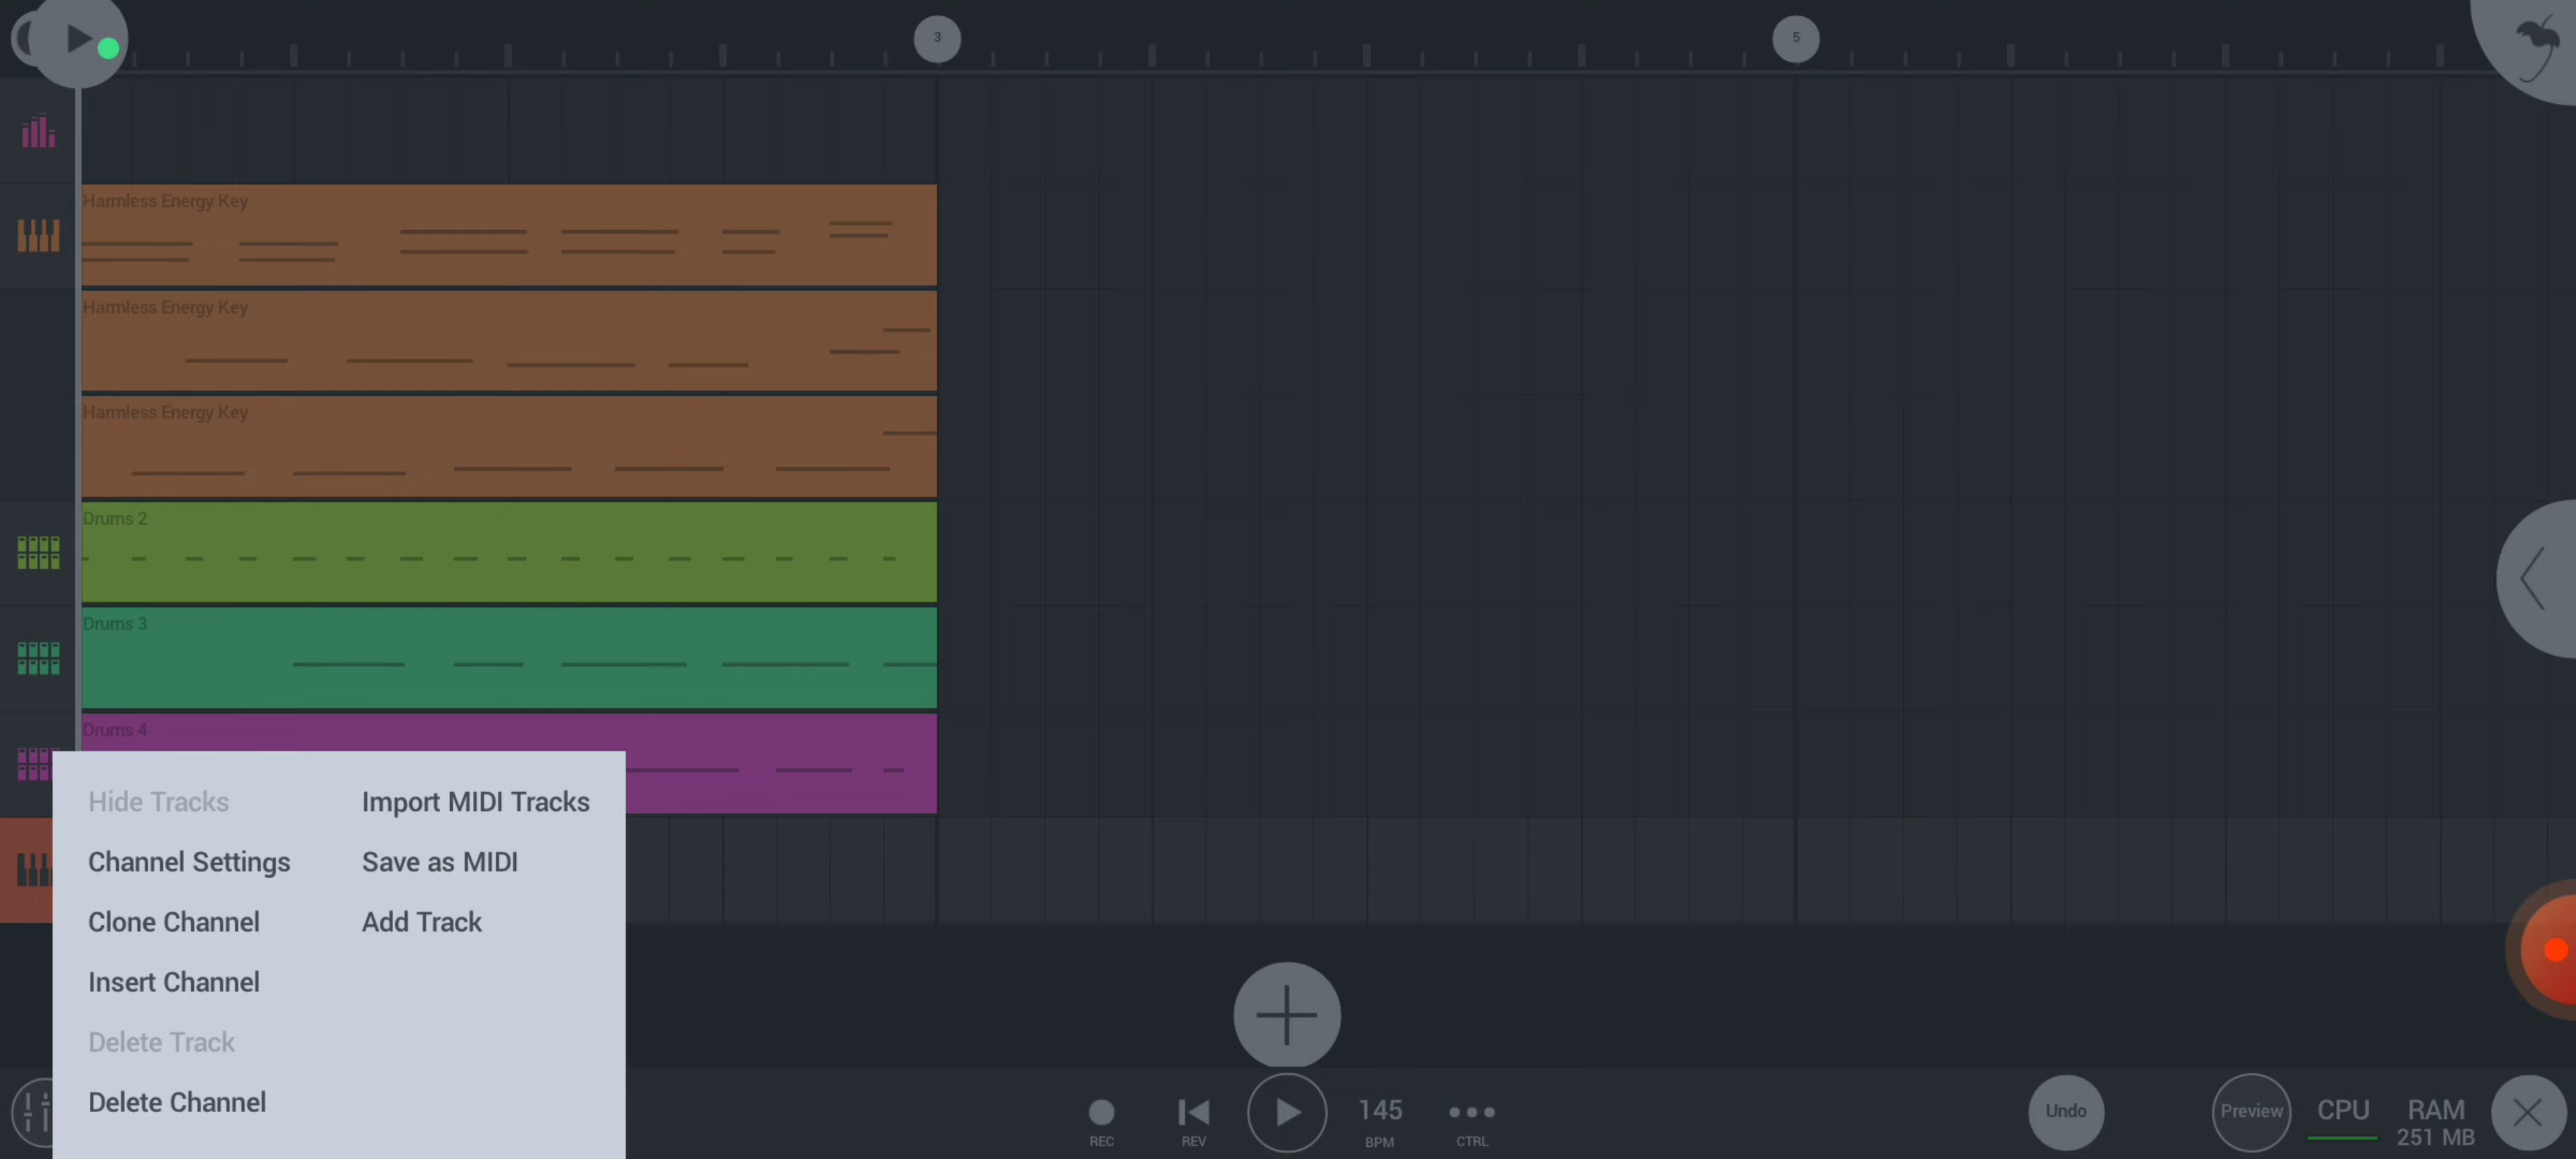 3
5
Harmless Energy Key
Harmless Energy Key
Harmless Energy Key
Drums 2
Drums 3
Drums 4
Hide Tracks
Import MIDI Tracks
Channel Settings
Save as MIDI
Clone Channel
Add Track
Insert Channel
Delete Track
Delete Channel
REC
REV
145
BPM
CTRL
Undo
Preview
CPU
RAM
251 MB